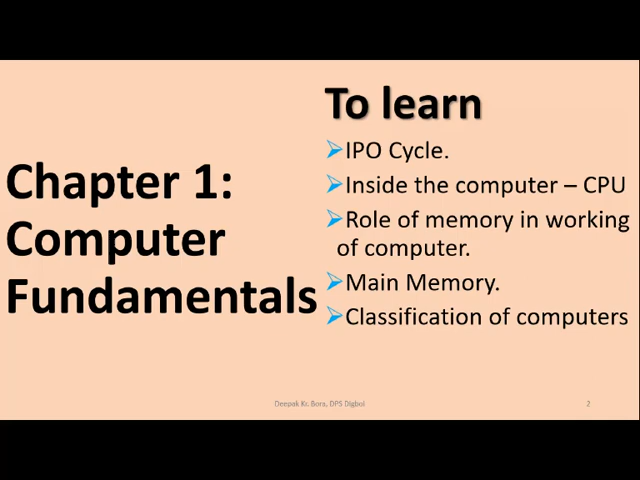 Chapter 1:
Computer
Fundamentals
To learn
IPO Cycle.
Inside the computer – CPU
Role of memory in working
of computer.
Main Memory.
Classification of computers
Deepak Kr. Bora, DPS Digboi
2